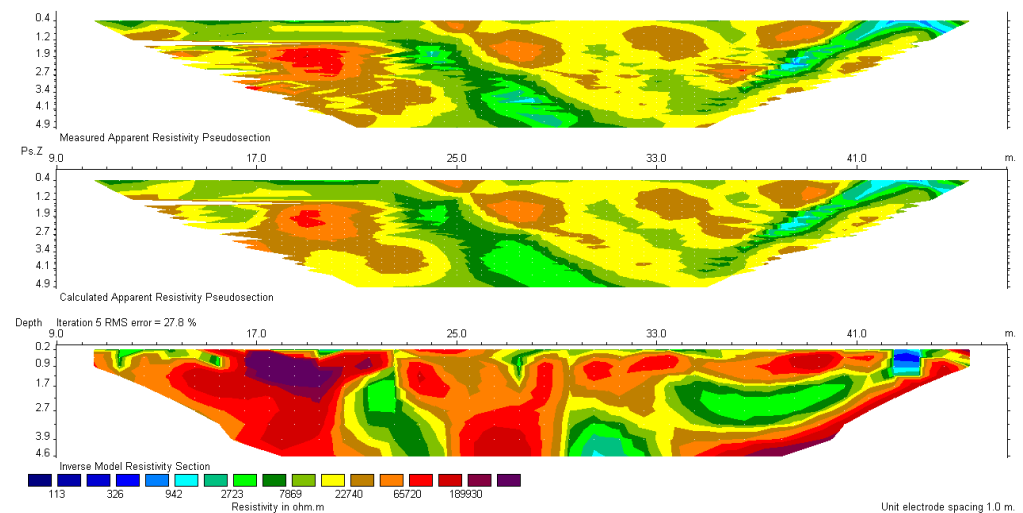 0.4
1.2
1.9
2.7
3.4
4.1
4.9
Measured Apparent Resistivity Pseudosection
Ps.Z 9.0 17.0 25.0 33.0 41.0 m.
0.4
1.2
1.9
2.7
3.4
4.1
4.9
Calculated Apparent Resistivity Pseudosection
Depth Iteration 5 RMS error = 27.8 %
9.0 17.0 25.0 33.0 41.0 m.
0.2
0.9
1.7
2.7
3.9
4.6
Inverse Model Resistivity Section
113 326 942 2723 7869 22740 65720 189930
Resistivity in ohm.m Unit electrode spacing 1.0 m.